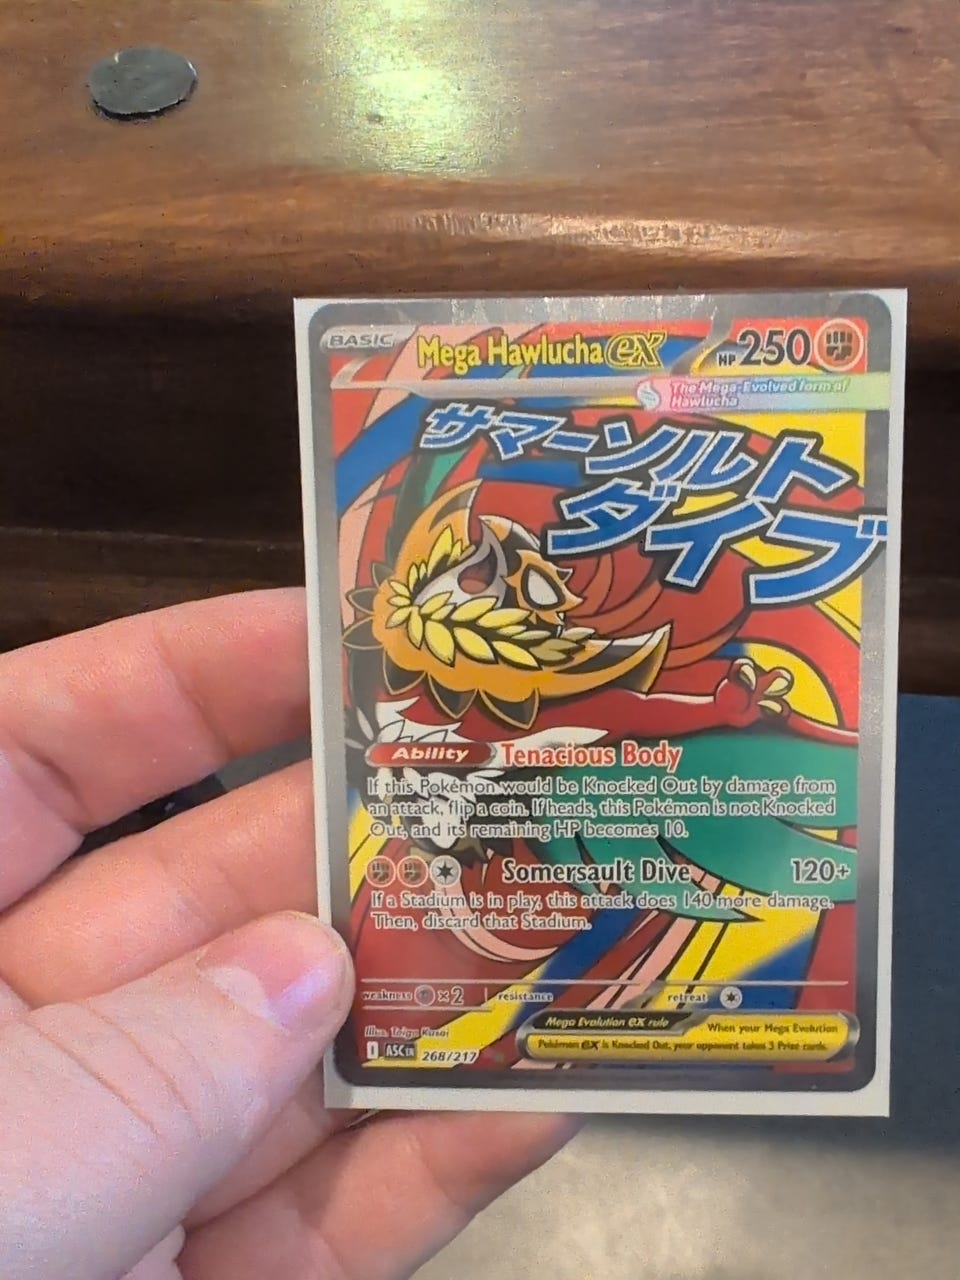 BASIC Mega Hawlucha ex HP 250
The Mega-Evolved form of
Hawlucha
サマーソルト
ダイブ
Ability Tenacious Body
If this Pokémon would be Knocked Out by damage from
an attack, flip a coin. If heads, this Pokémon is not Knocked
Out, and its remaining HP becomes 10.
Somersault Dive 120+
If a Stadium is in play, this attack does 140 more damage.
Then, discard that Stadium.
weakness ×2 resistance retreat
Mega Evolution ex rule When your Mega Evolution
Pokémon ex is Knocked Out, your opponent takes 3 Prize cards.
Illus. Taiga Kasai
I ASC EN 268/217